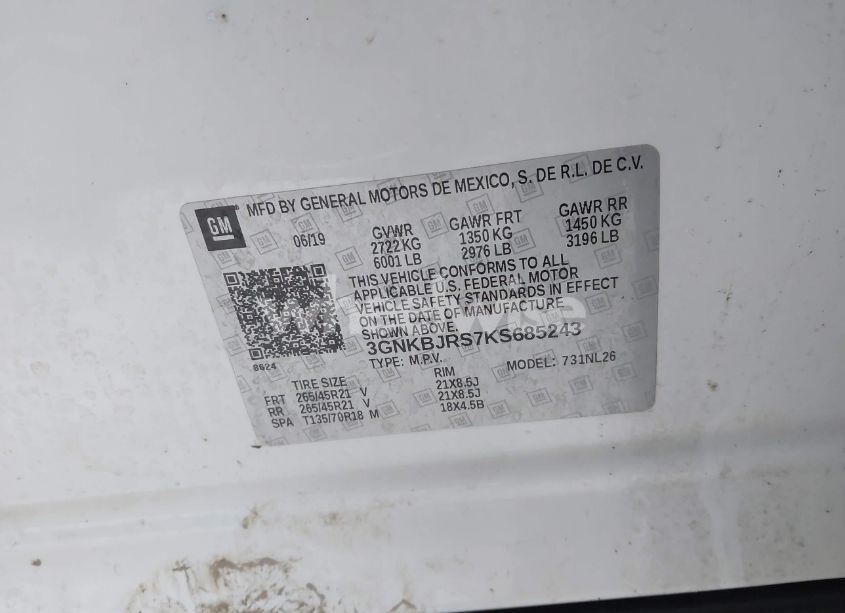 GM
MFD BY GENERAL MOTORS DE MEXICO, S. DE R.L. DE C.V.
06/19
GVWR GAWR FRT GAWR RR
2722 KG 1350 KG 1450 KG
6001 LB 2976 LB 3196 LB
THIS VEHICLE CONFORMS TO ALL
APPLICABLE U.S. FEDERAL MOTOR
VEHICLE SAFETY STANDARDS IN EFFECT
ON THE DATE OF MANUFACTURE
SHOWN ABOVE.
3GNKBJRS7KS685243
8624
TYPE: M.P.V. MODEL: 731NL26
TIRE SIZE RIM
FRT 265/45R21 V 21X8.5J
RR 265/45R21 V 21X8.5J
SPA T135/70R18 M 18X4.5B